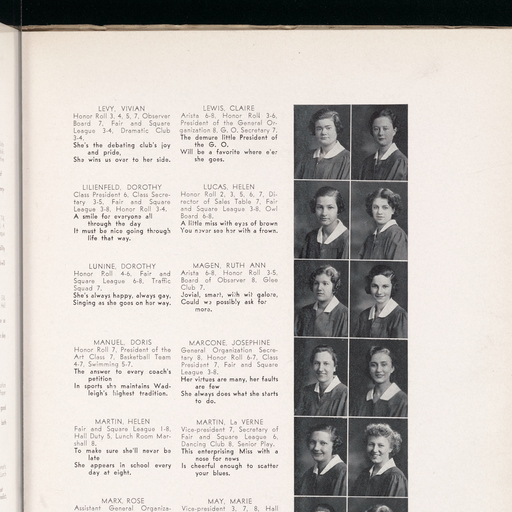 LEVY, VIVIAN
Honor Roll 3, 4, 5, 7, Observer
Board 7, Fair and Square
League 3-4, Dramatic Club
3-4.
She's the debating club's joy
and pride,
She wins us over to her side.
LEWIS, CLAIRE
Arista 6-8, Honor Roll 3-6,
President of the General Or-
ganization 8, G. O. Secretary 7.
The demure little President of
the G. O.
Will be a favorite where e'er
she goes.
LILIENFELD, DOROTHY
Class President 6, Class Secre-
tary 3-5, Fair and Square
League 3-8, Honor Roll 3-4.
A smile for everyone all
through the day
It must be nice going through
life that way.
LUCAS, HELEN
Honor Roll 2, 3, 5, 6, 7, Di-
rector of Sales Table 7, Fair
and Square League 3-8, Owl
Board 6-8.
A little miss with eyes of brown
You never see her with a frown.
LUNINE, DOROTHY
Honor Roll 4-6, Fair and
Square League 6-8, Traffic
Squad 7.
She's always happy, always gay,
Singing as she goes on her way.
MAGEN, RUTH ANN
Arista 6-8, Honor Roll 3-5,
Board of Observer 8, Glee
Club 7.
Jovial, smart, with wit galore,
Could we possibly ask for
more.
MANUEL, DORIS
Honor Roll 7, President of the
Art Class 7, Basketball Team
4-7, Swimming 5-7.
The answer to every coach's
petition
In sports she maintains Wad-
leigh's highest tradition.
MARCONE, JOSEPHINE
General Organization Secre-
tary 8, Honor Roll 6-7, Class
President 7, Fair and Square
League 3-8.
Her virtues are many, her faults
are few
She always does what she starts
to do.
MARTIN, HELEN
Fair and Square League 1-8,
Hall Duty 5, Lunch Room Mar-
shall 8.
To make sure she'll never be
late
She appears in school every
day at eight.
MARTIN, La VERNE
Vice-president 7, Secretary of
Fair and Square League 6,
Dancing Club 8, Senior Play.
This enterprising Miss with a
nose for news
Is cheerful enough to scatter
your blues.
MARX, ROSE
Assistant General Organiza-
MAY, MARIE
Vice-president 3, 7, 8, Hall